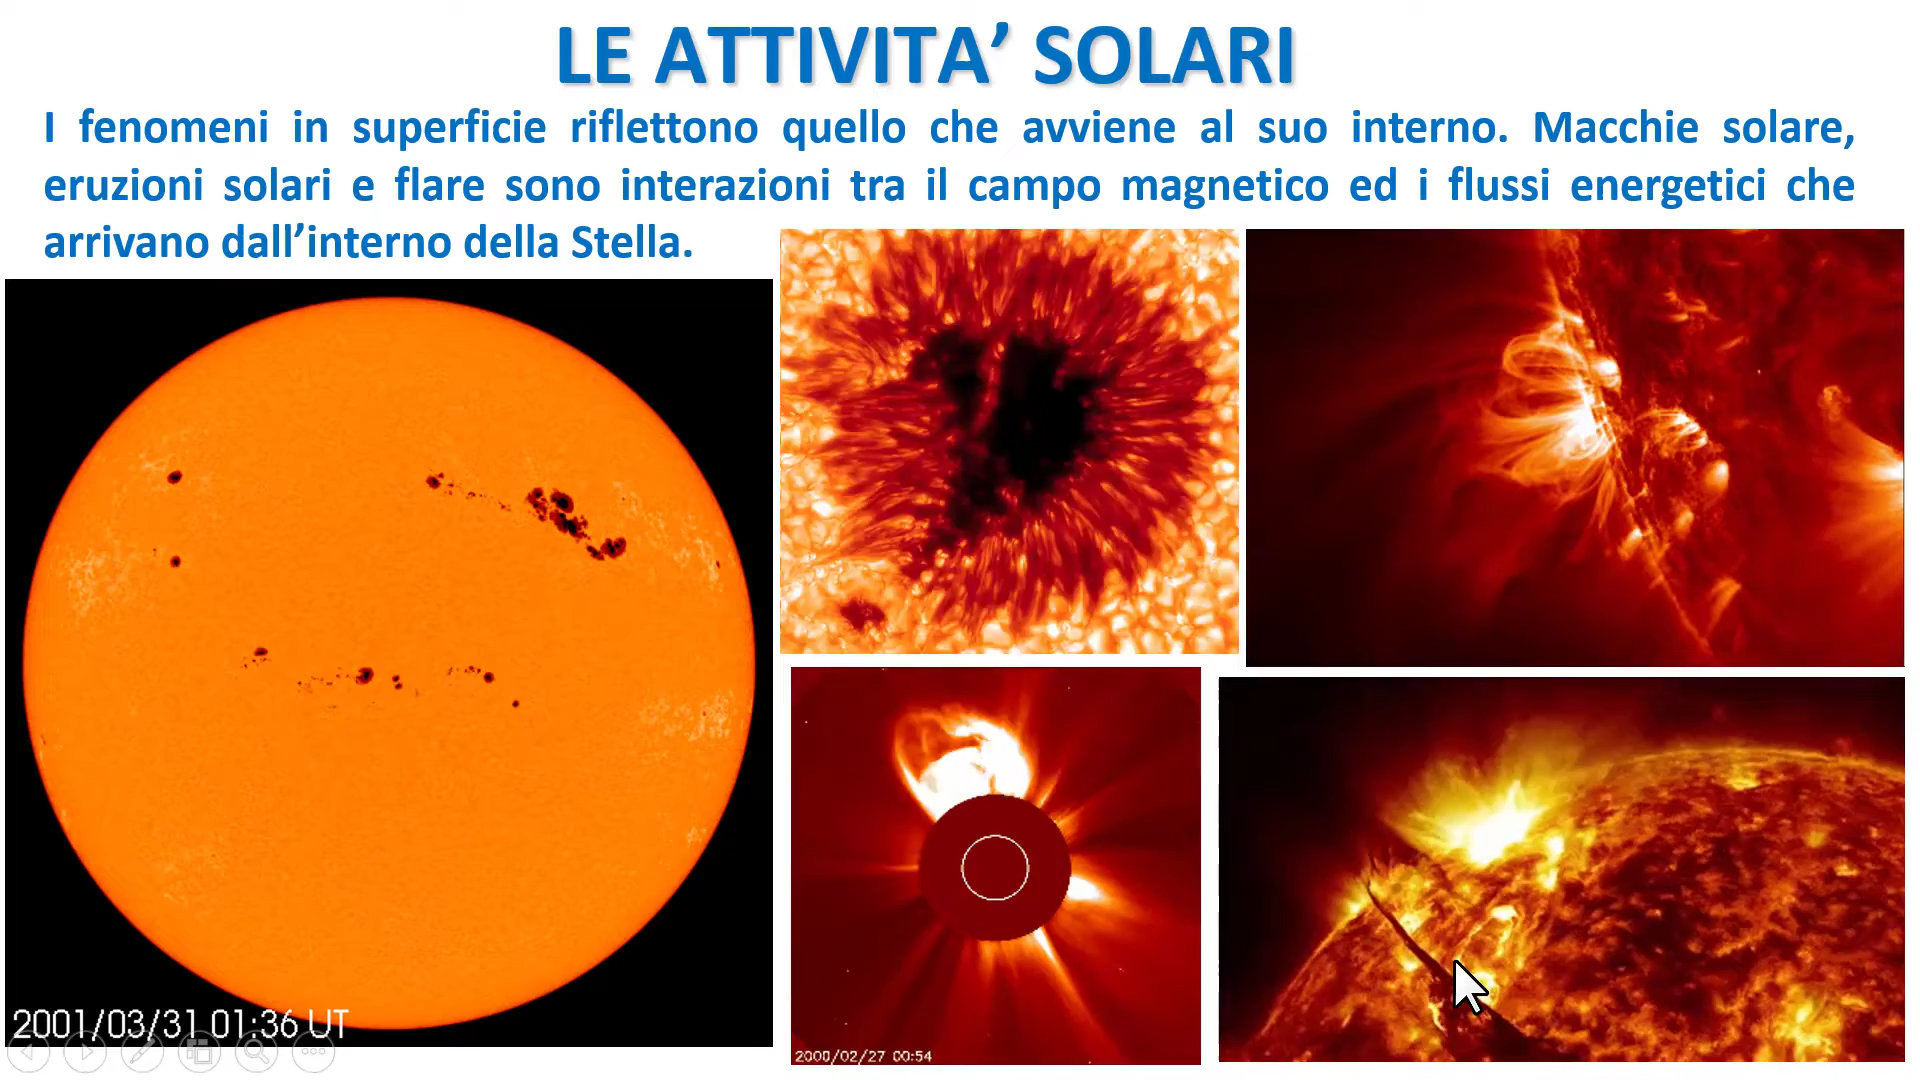 LE ATTIVITA’ SOLARI
I fenomeni in superficie riflettono quello che avviene al suo interno. Macchie solare,
eruzioni solari e flare sono interazioni tra il campo magnetico ed i flussi energetici che
arrivano dall’interno della Stella.
2001/03/31 01:36 UT
2000/02/27 00:54